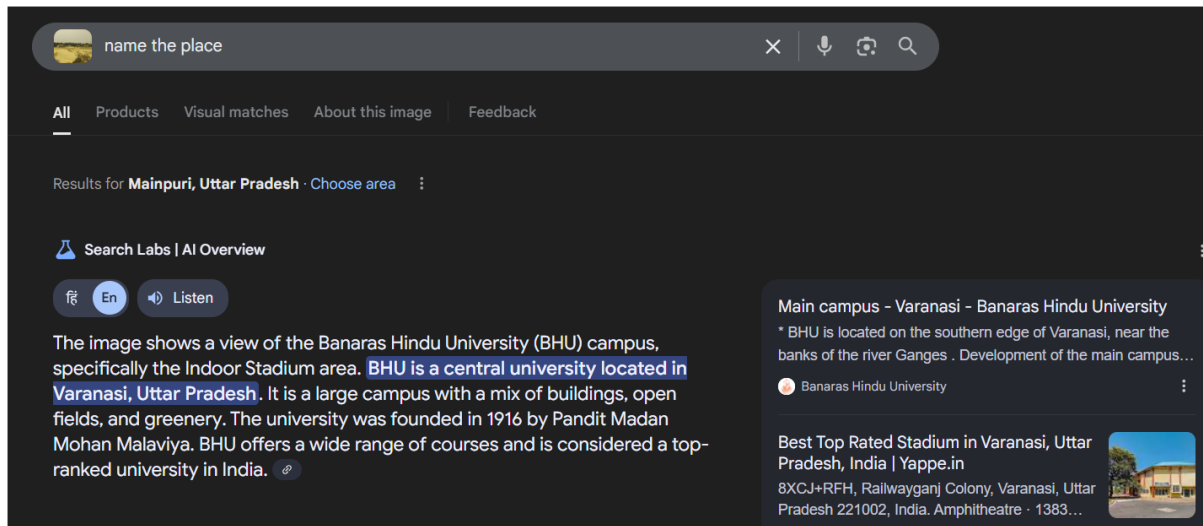 name the place
All Products Visual matches About this image Feedback
Results for Mainpuri, Uttar Pradesh · Choose area
Search Labs | AI Overview
हिं En Listen
The image shows a view of the Banaras Hindu University (BHU) campus,
specifically the Indoor Stadium area. BHU is a central university located in
Varanasi, Uttar Pradesh. It is a large campus with a mix of buildings, open
fields, and greenery. The university was founded in 1916 by Pandit Madan
Mohan Malaviya. BHU offers a wide range of courses and is considered a top-
ranked university in India.
Main campus - Varanasi - Banaras Hindu University
* BHU is located on the southern edge of Varanasi, near the
banks of the river Ganges . Development of the main campus...
Banaras Hindu University
Best Top Rated Stadium in Varanasi, Uttar
Pradesh, India | Yappe.in
8XCJ+RFH, Railwayganj Colony, Varanasi, Uttar
Pradesh 221002, India. Amphitheatre · 1383...